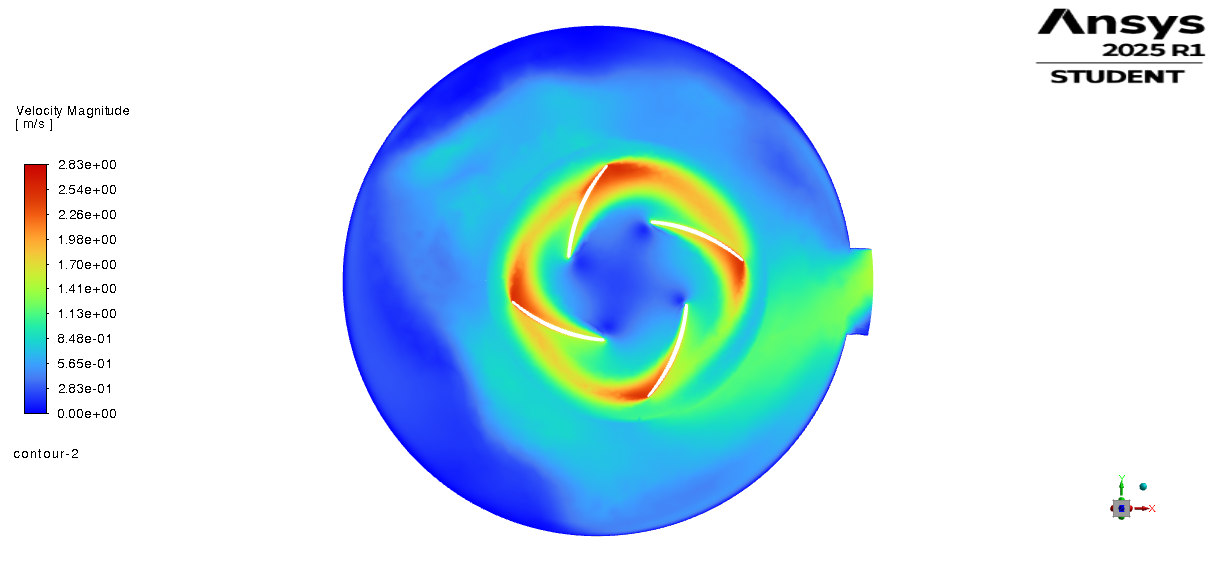 Ansys
2025 R1
STUDENT
Velocity Magnitude
[ m/s ]
2.83e+00
2.54e+00
2.26e+00
1.98e+00
1.70e+00
1.41e+00
1.13e+00
8.48e-01
5.65e-01
2.83e-01
0.00e+00
contour-2
Y
X